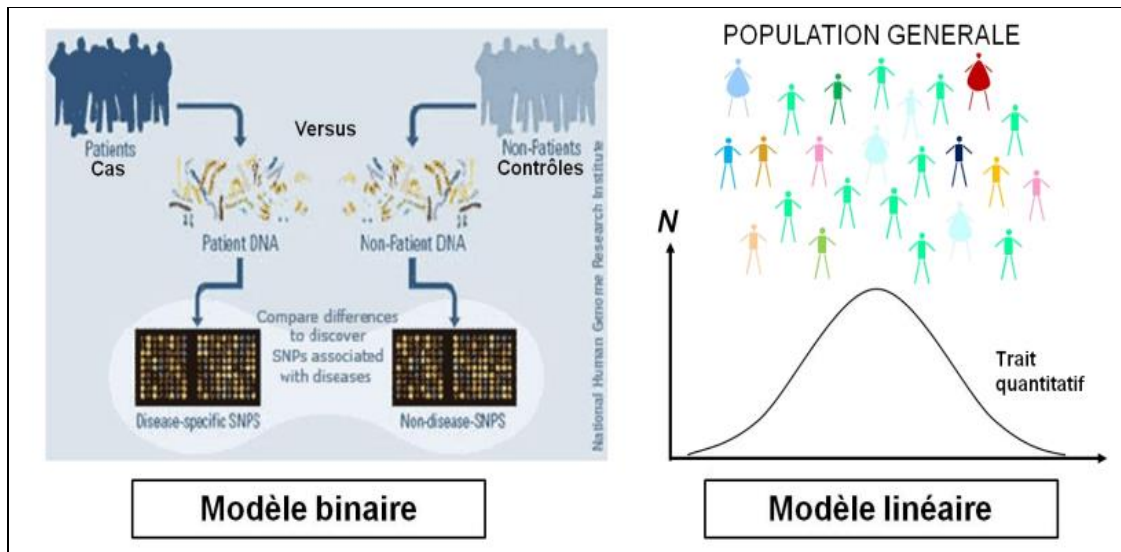 Versus
Patients
Cas
Non-Patients
Contrôles
Patient DNA
Non-Patient DNA
Compare differences
to discover
SNPs associated
with diseases
Disease-specific SNPS
Non-disease-SNPS
National Human Genome Research Institute
Modèle binaire
POPULATION GENERALE
N
Trait
quantitatif
Modèle linéaire